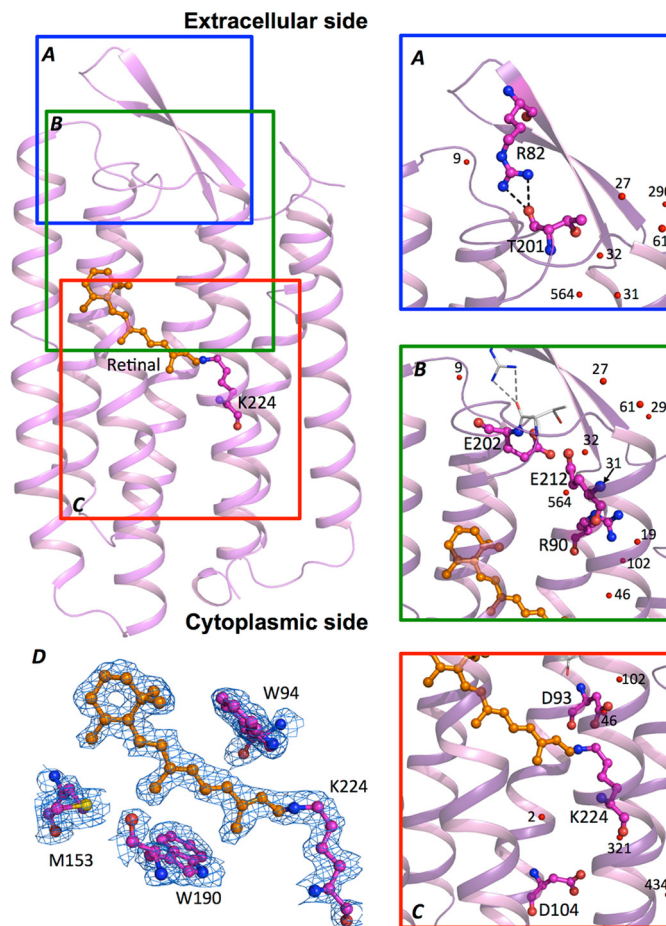 Extracellular side
A
B
Retinal
K224
C
Cytoplasmic side
A
R82
9
27
290
T201
61
32
564
31
B
9
27
61
29
E202
32
E212
31
564
19
R90
102
46
D
W94
K224
M153
W190
102
D93
46
K224
2
321
434
D104
C